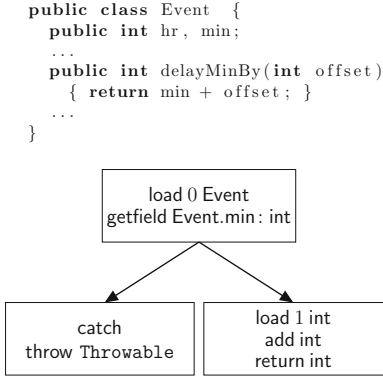 public class Event {
public int hr, min;
...
public int delayMinBy(int offset)
{ return min + offset; }
...
}
load 0 Event
getfield Event.min: int
catch
throw Throwable
load 1 int
add int
return int